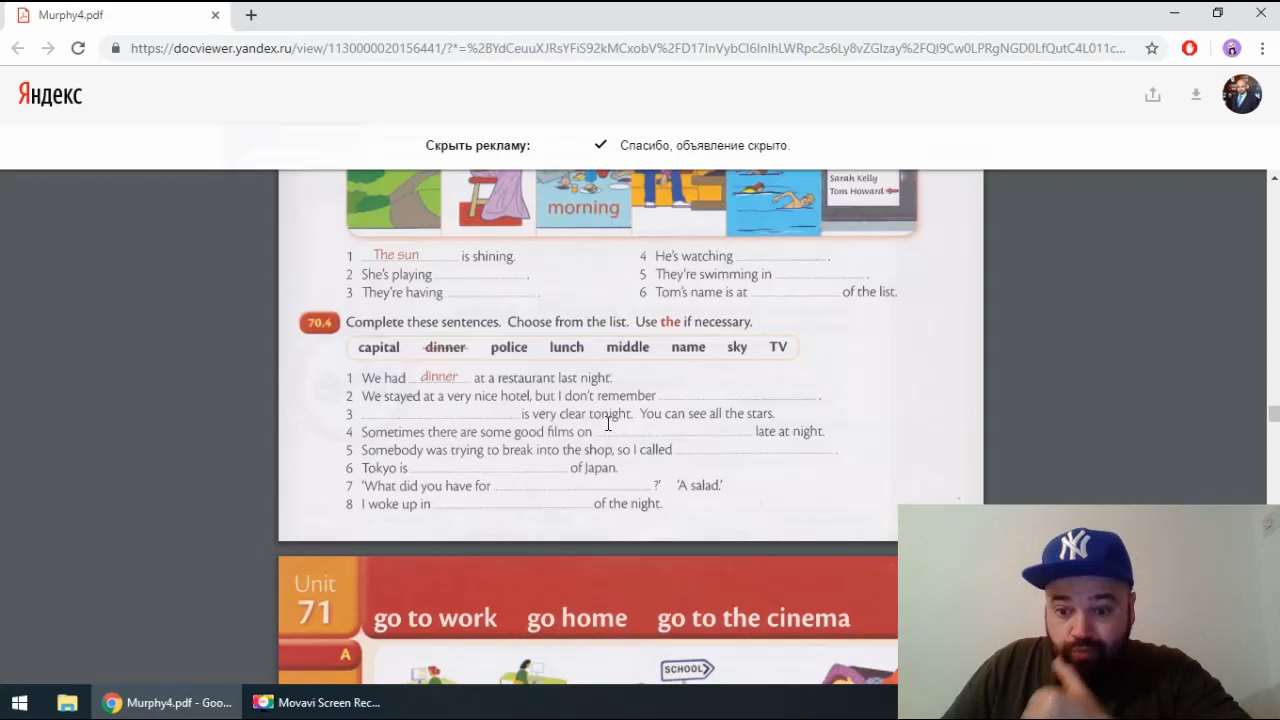 Murphy4.pdf
https://docviewer.yandex.ru/view/1130000020156441/?*=%2BYdCeuuXJRsYFiS92kMCxobV%2FD17InVybCI6InlhLWRpc2s6Ly8vZGlzay%2FQl9Cw0LPRgNGD0LfQutC4L011c...
Яндекс
Скрыть рекламу: Спасибо, объявление скрыто.
Sarah Kelly
Tom Howard
morning
1 The sun is shining.
2 She's playing .
3 They're having .
4 He's watching .
5 They're swimming in .
6 Tom's name is at of the list.
70.4 Complete these sentences. Choose from the list. Use the if necessary.
capital dinner police lunch middle name sky TV
1 We had dinner at a restaurant last night.
2 We stayed at a very nice hotel, but I don't remember .
3 is very clear tonight. You can see all the stars.
4 Sometimes there are some good films on late at night.
5 Somebody was trying to break into the shop, so I called .
6 Tokyo is of Japan.
7 'What did you have for ?' 'A salad.'
8 I woke up in of the night.
Unit
71
go to work go home go to the cinema
A
SCHOOL
NY
Murphy4.pdf - Goo...
Movavi Screen Rec...